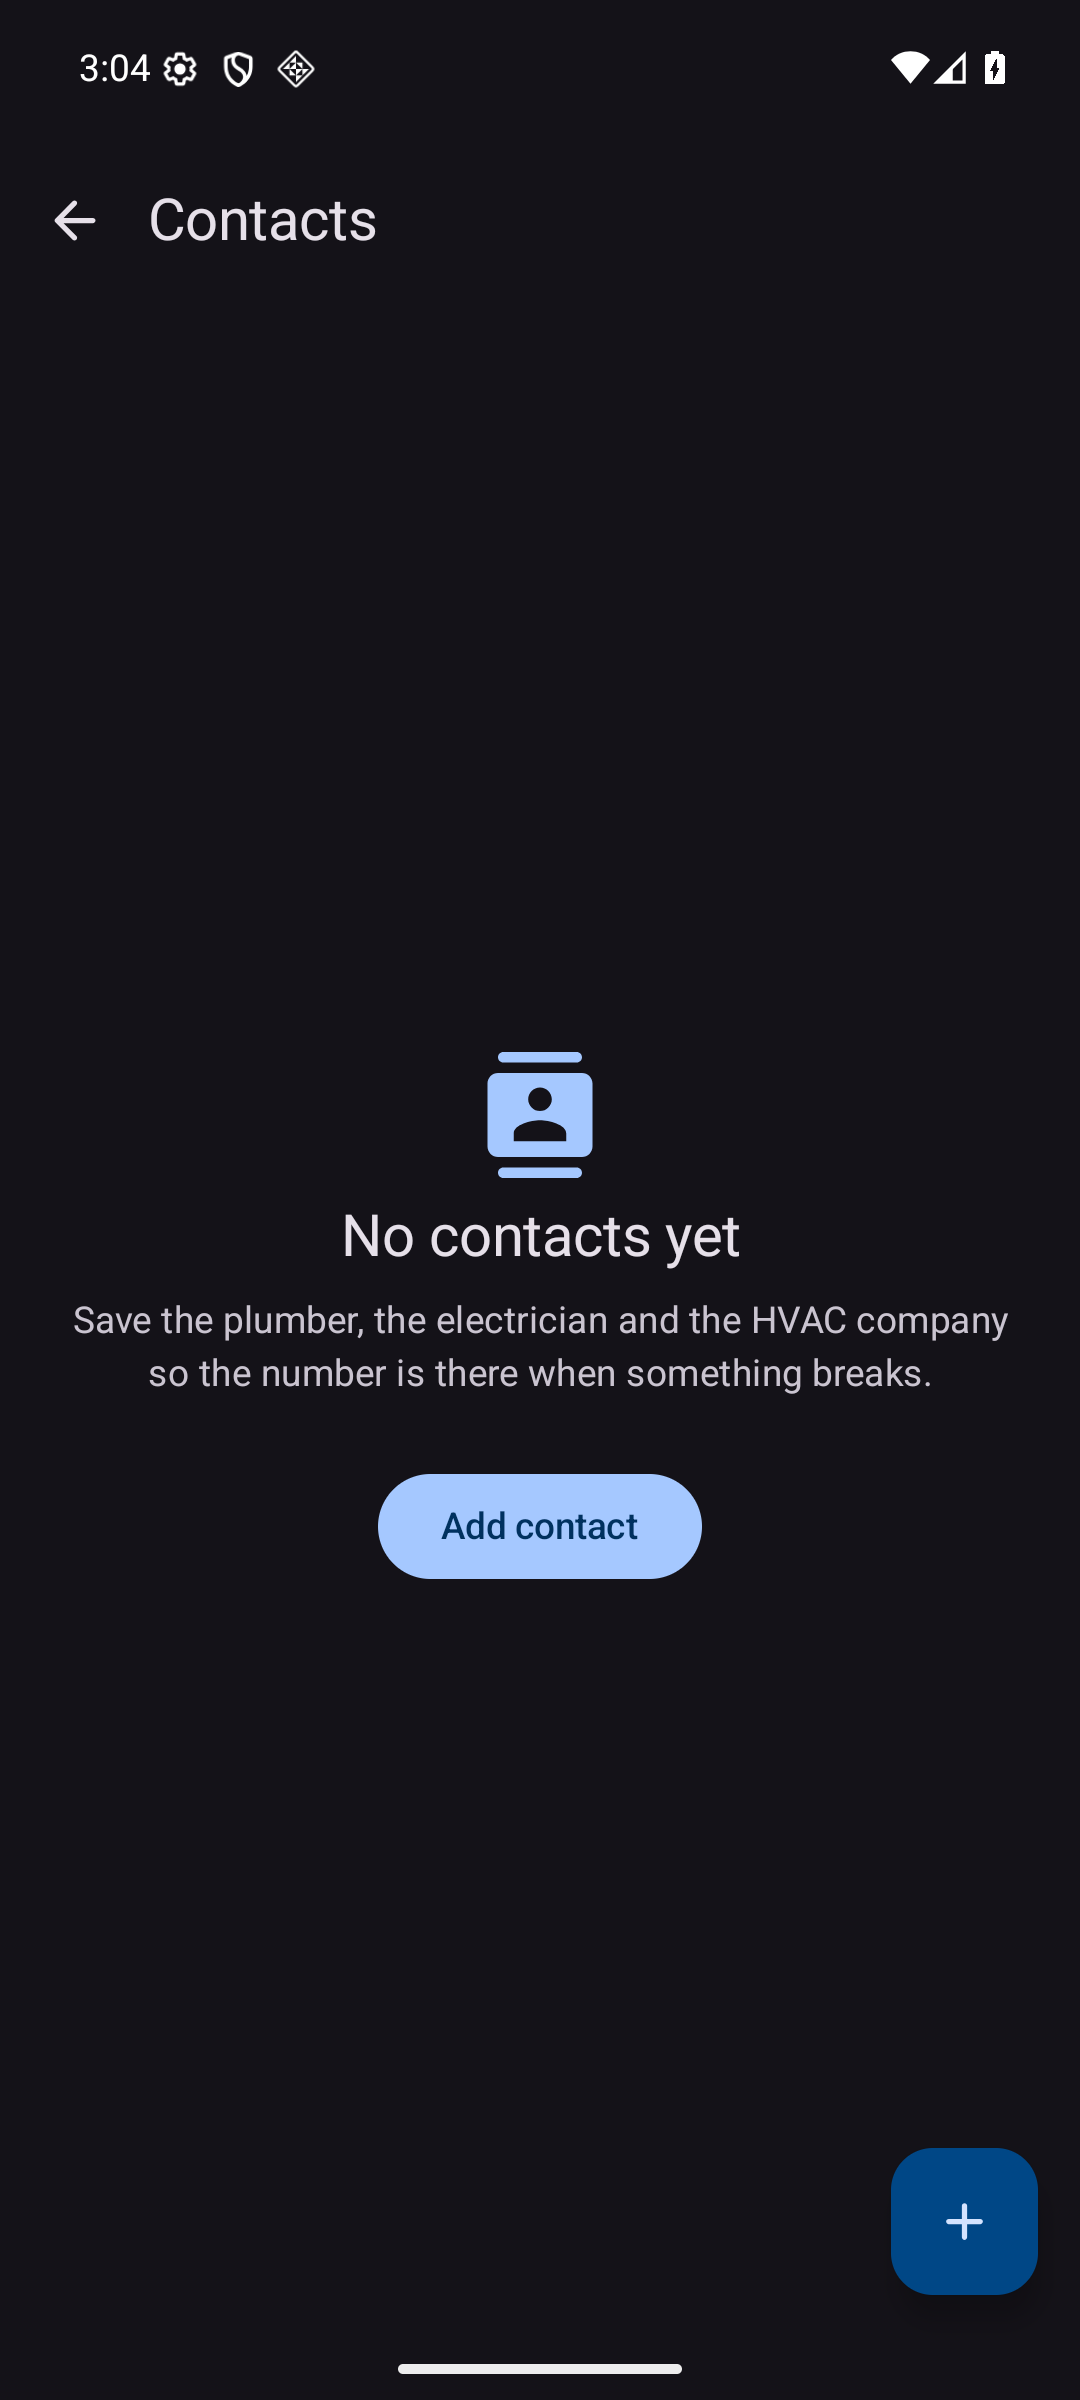 3:04
Contacts
No contacts yet
Save the plumber, the electrician and the HVAC company
so the number is there when something breaks.
Add contact